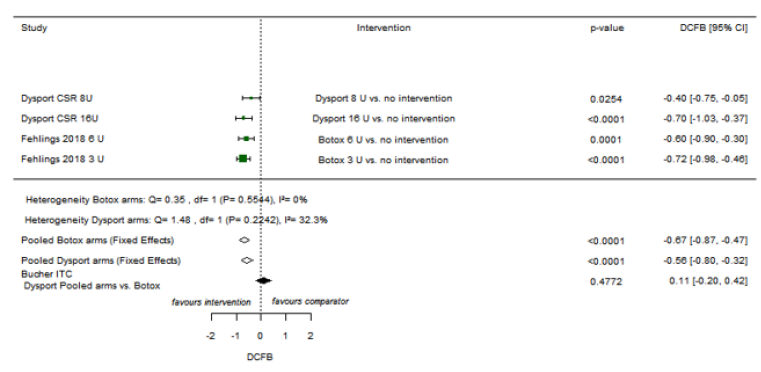 Study Intervention p-value DCFB [95% CI]
Dysport CSR 8U Dysport 8 U vs. no intervention 0.0254 -0.40 [-0.75, -0.05]
Dysport CSR 16U Dysport 16 U vs. no intervention <0.0001 -0.70 [-1.03, -0.37]
Fehlings 2018 6 U Botox 6 U vs. no intervention 0.0001 -0.60 [-0.90, -0.30]
Fehlings 2018 3 U Botox 3 U vs. no intervention <0.0001 -0.72 [-0.98, -0.46]
Heterogeneity Botox arms: Q= 0.35 , df= 1 (P= 0.5544), I²= 0%
Heterogeneity Dysport arms: Q= 1.48 , df= 1 (P= 0.2242), I²= 32.3%
Pooled Botox arms (Fixed Effects) <0.0001 -0.67 [-0.87, -0.47]
Pooled Dysport arms (Fixed Effects) <0.0001 -0.56 [-0.80, -0.32]
Bucher ITC
Dysport Pooled arms vs. Botox 0.4772 0.11 [-0.20, 0.42]
favours intervention favours comparator
-2 -1 0 1 2
DCFB